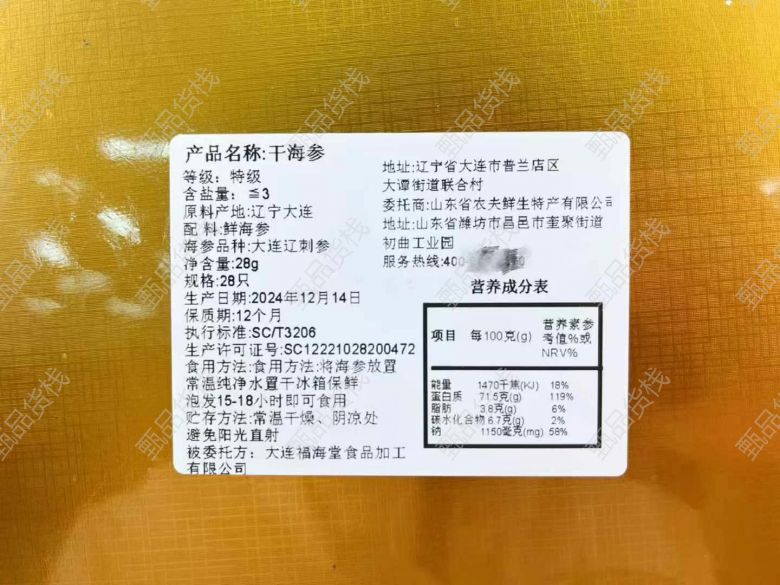 产品名称:干海参
等级：特级
含盐量：≦3
原料产地:辽宁大连
配 料:鲜海参
海参品种:大连辽刺参
净含量:28g
规格:28只
生产日期:2024年12月14日
保质期:12个月
执行标准:SC/T3206
生产许可证号:SC12221028200472
食用方法:食用方法:将海参放置
常温纯净水置于冰箱保鲜
泡发15-18小时即可食用
贮存方法:常温干燥、阴凉处
避免阳光直射
被委托方：大连福海堂食品加工
有限公司
地址:辽宁省大连市普兰店区
大谭街道联合村
委托商:山东省农夫鲜生特产有限公司
地址:山东省潍坊市昌邑市奎聚街道
初曲工业园
服务热线:400
营养成分表
项目 每100克(g) 营养素参考值%或NRV%
能量 1470千焦(KJ) 18%
蛋白质 71.5克(g) 119%
脂肪 3.8克(g) 6%
碳水化合物 6.7克(g) 2%
钠 1150毫克(mg) 58%
甄品货栈